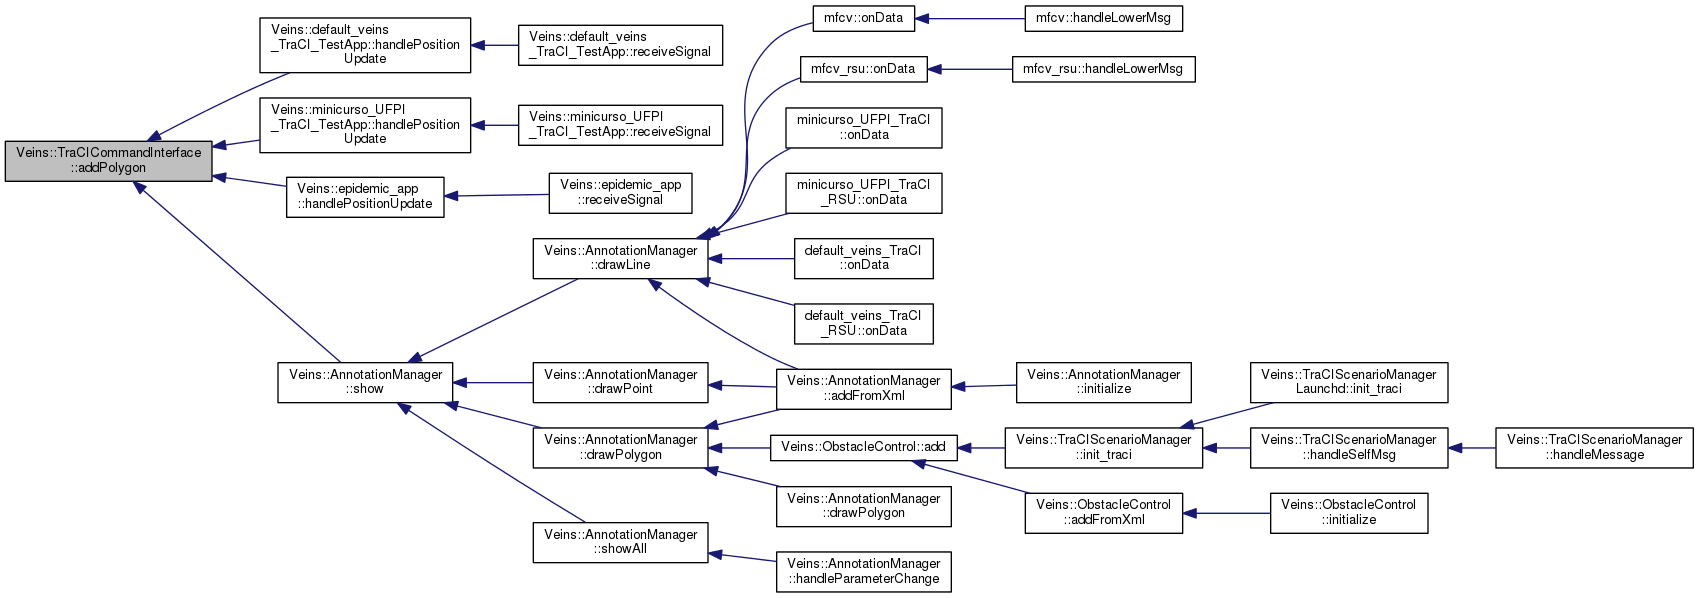 Veins::TraCICommandInterface
::addPolygon
Veins::default_veins
_TraCI_TestApp::handlePosition
Update
Veins::default_veins
_TraCI_TestApp::receiveSignal
Veins::minicurso_UFPI
_TraCI_TestApp::handlePosition
Update
Veins::minicurso_UFPI
_TraCI_TestApp::receiveSignal
Veins::epidemic_app
::handlePositionUpdate
Veins::epidemic_app
::receiveSignal
Veins::AnnotationManager
::show
Veins::AnnotationManager
::drawLine
mfcv::onData
mfcv::handleLowerMsg
mfcv_rsu::onData
mfcv_rsu::handleLowerMsg
minicurso_UFPI_TraCI
::onData
minicurso_UFPI_TraCI
_RSU::onData
default_veins_TraCI
::onData
default_veins_TraCI
_RSU::onData
Veins::AnnotationManager
::drawPoint
Veins::AnnotationManager
::addFromXml
Veins::AnnotationManager
::initialize
Veins::AnnotationManager
::drawPolygon
Veins::ObstacleControl::add
Veins::TraCIScenarioManager
::init_traci
Veins::TraCIScenarioManager
Launchd::init_traci
Veins::TraCIScenarioManager
::handleSelfMsg
Veins::TraCIScenarioManager
::handleMessage
Veins::ObstacleControl
::addFromXml
Veins::ObstacleControl
::initialize
Veins::AnnotationManager
::drawPolygon
Veins::AnnotationManager
::showAll
Veins::AnnotationManager
::handleParameterChange